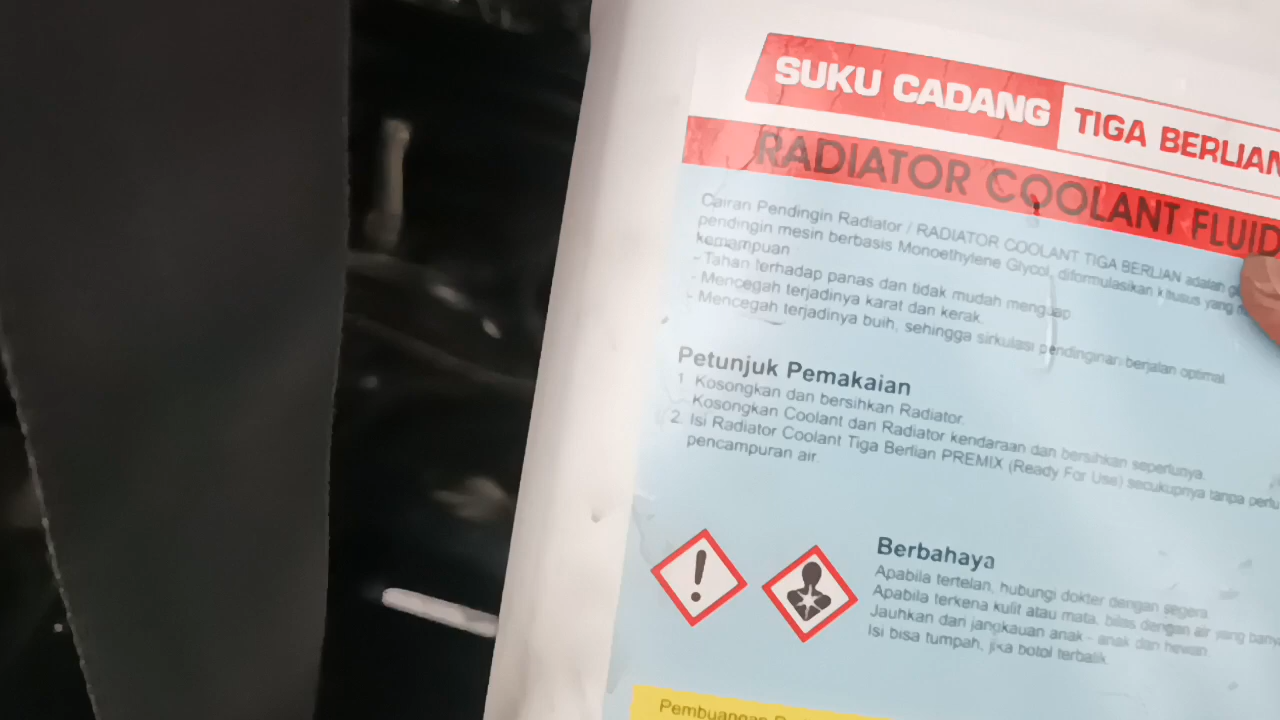 SUKU CADANG TIGA BERLIAN
RADIATOR COOLANT FLUID
Cairan Pendingin Radiator / RADIATOR COOLANT TIGA BERLIAN adalah
pendingin mesin berbasis Monoethylene Glycol, diformulasikan khusus yang
kemampuan
- Tahan terhadap panas dan tidak mudah menguap
- Mencegah terjadinya karat dan kerak.
- Mencegah terjadinya buih, sehingga sirkulasi pendinginan berjalan optimal.
Petunjuk Pemakaian
1. Kosongkan dan bersihkan Radiator.
Kosongkan Coolant dari Radiator kendaraan dan bersihkan seperlunya.
2. Isi Radiator Coolant Tiga Berlian PREMIX (Ready For Use) secukupnya tanpa perlu
pencampuran air.
Berbahaya
Apabila tertelan, hubungi dokter dengan segera.
Apabila terkena kulit atau mata, bilas dengan air yang
Jauhkan dari jangkauan anak - anak dan hewan.
Isi bisa tumpah, jika botol terbalik.
Pembuangan